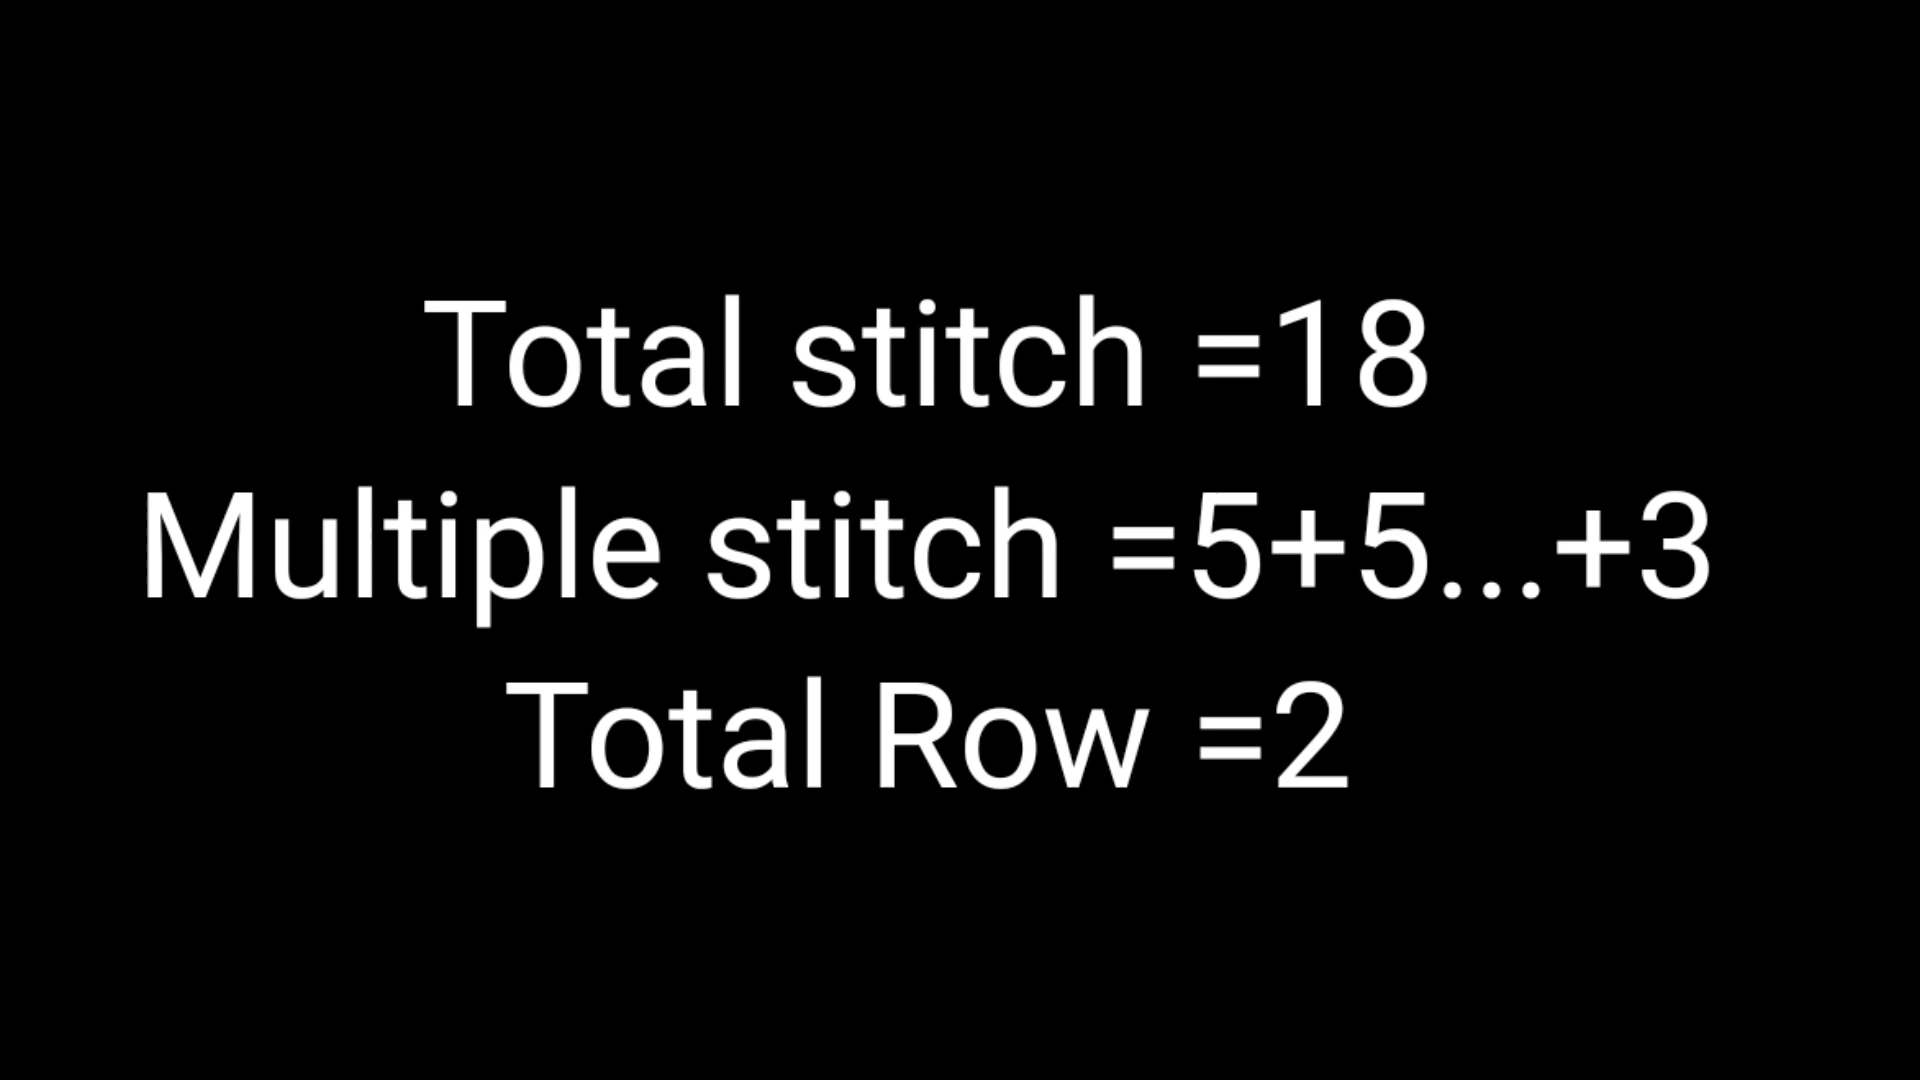 Total stitch =18
Multiple stitch =5+5...+3
Total Row =2